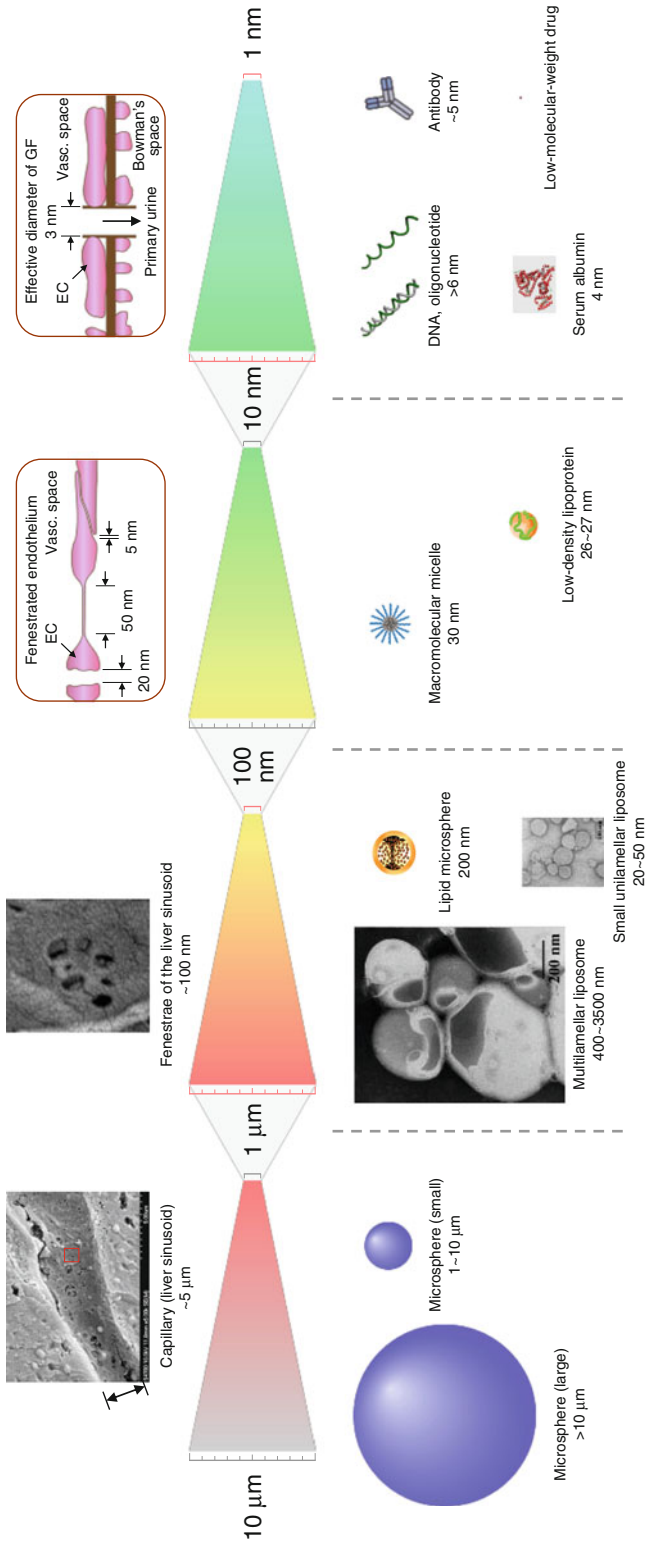 Capillary (liver sinusoid)
~5 μm
Fenestrae of the liver sinusoid
~100 nm
Fenestrated endothelium
EC
Vasc. space
20 nm
50 nm
5 nm
Effective diameter of GF
3 nm
EC
Vasc. space
Bowman's
space
Primary urine
10 μm
1 μm
100
nm
10 nm
1 nm
Microsphere (large)
>10 μm
Microsphere (small)
1~10 μm
Multilamellar liposome
400~3500 nm
200 nm
Lipid microsphere
200 nm
Small unilamellar liposome
20~50 nm
Macromolecular micelle
30 nm
Low-density lipoprotein
26~27 nm
DNA, oligonucleotide
>6 nm
Serum albumin
4 nm
Antibody
~5 nm
Low-molecular-weight drug